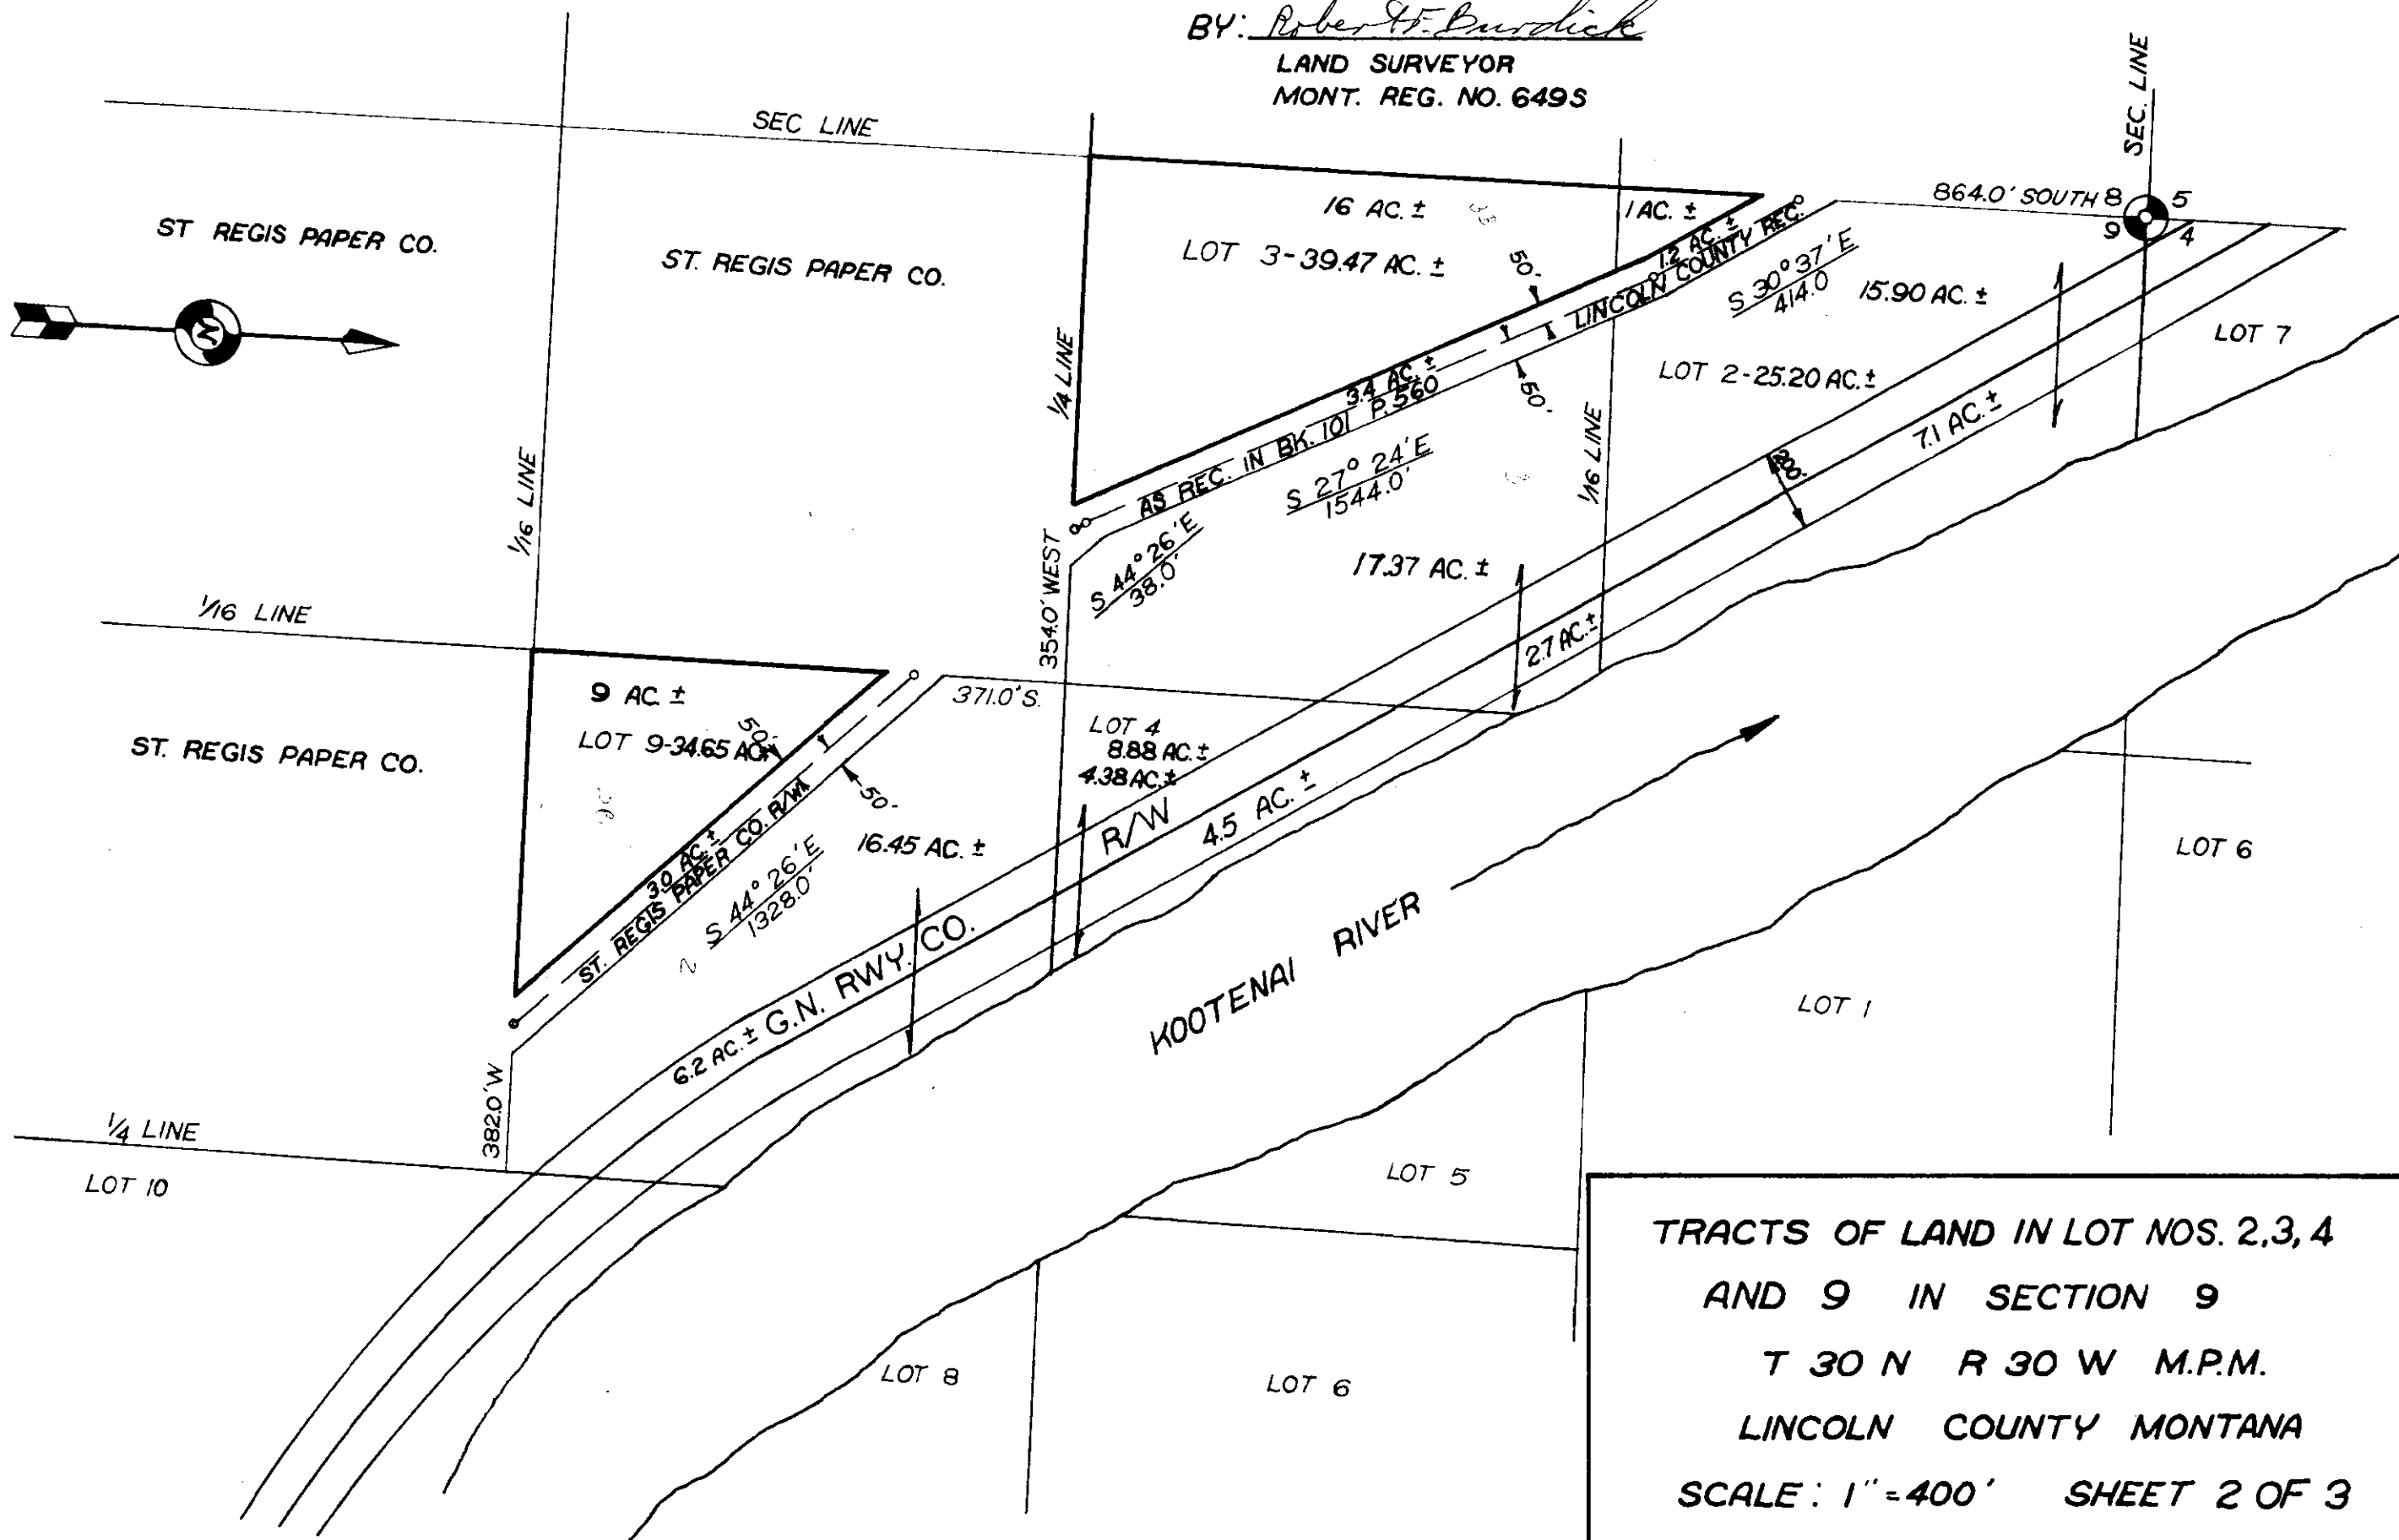 BY: Robert F. Burdick
LAND SURVEYOR
MONT. REG. NO. 649S
SEC LINE
SEC. LINE
864.0' SOUTH
8
5
9
4
ST REGIS PAPER CO.
ST. REGIS PAPER CO.
16 AC. ±
LOT 3-39.47 AC. ±
1 AC. ±
1.2 AC. ±
LINCOLN COUNTY REC.
50'
S 30° 37' E
414.0
15.90 AC. ±
LOT 7
LOT 2-25.20 AC. ±
N
1/4 LINE
3.4 AC. ±
AS REC. IN BK. 101 P. 560
50'
S 27° 24' E
1544.0'
1/16 LINE
7.1 AC. ±
1/16 LINE
S 44° 26' E
38.0'
354.0' WEST
17.37 AC. ±
2.7 AC. ±
1/16 LINE
9 AC. ±
LOT 9-34.65 AC.±
50'
371.0' S.
LOT 4
8.88 AC. ±
4.38 AC. ±
ST. REGIS PAPER CO.
3.0 AC. ±
ST. REGIS PAPER CO. R/W
50'
S 44° 26' E
1328.0'
16.45 AC. ±
R/W
4.5 AC. ±
6.2 AC. ± G.N. RWY. CO.
KOOTENAI RIVER
LOT 6
LOT 1
382.0' W
1/4 LINE
LOT 10
LOT 5
LOT 8
LOT 6
TRACTS OF LAND IN LOT NOS. 2,3,4
AND 9 IN SECTION 9
T 30 N R 30 W M.P.M.
LINCOLN COUNTY MONTANA
SCALE: 1" = 400' SHEET 2 OF 3